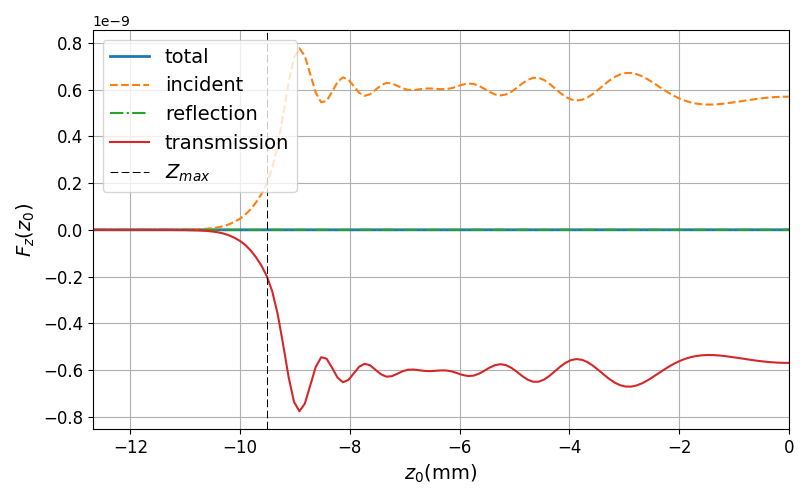 1e−9
0.8
0.6
0.4
0.2
0.0
−0.2
−0.4
−0.6
−0.8
F_z(z_0)
total
incident
reflection
transmission
Z_max
−12
−10
−8
−6
−4
−2
0
z_0(mm)